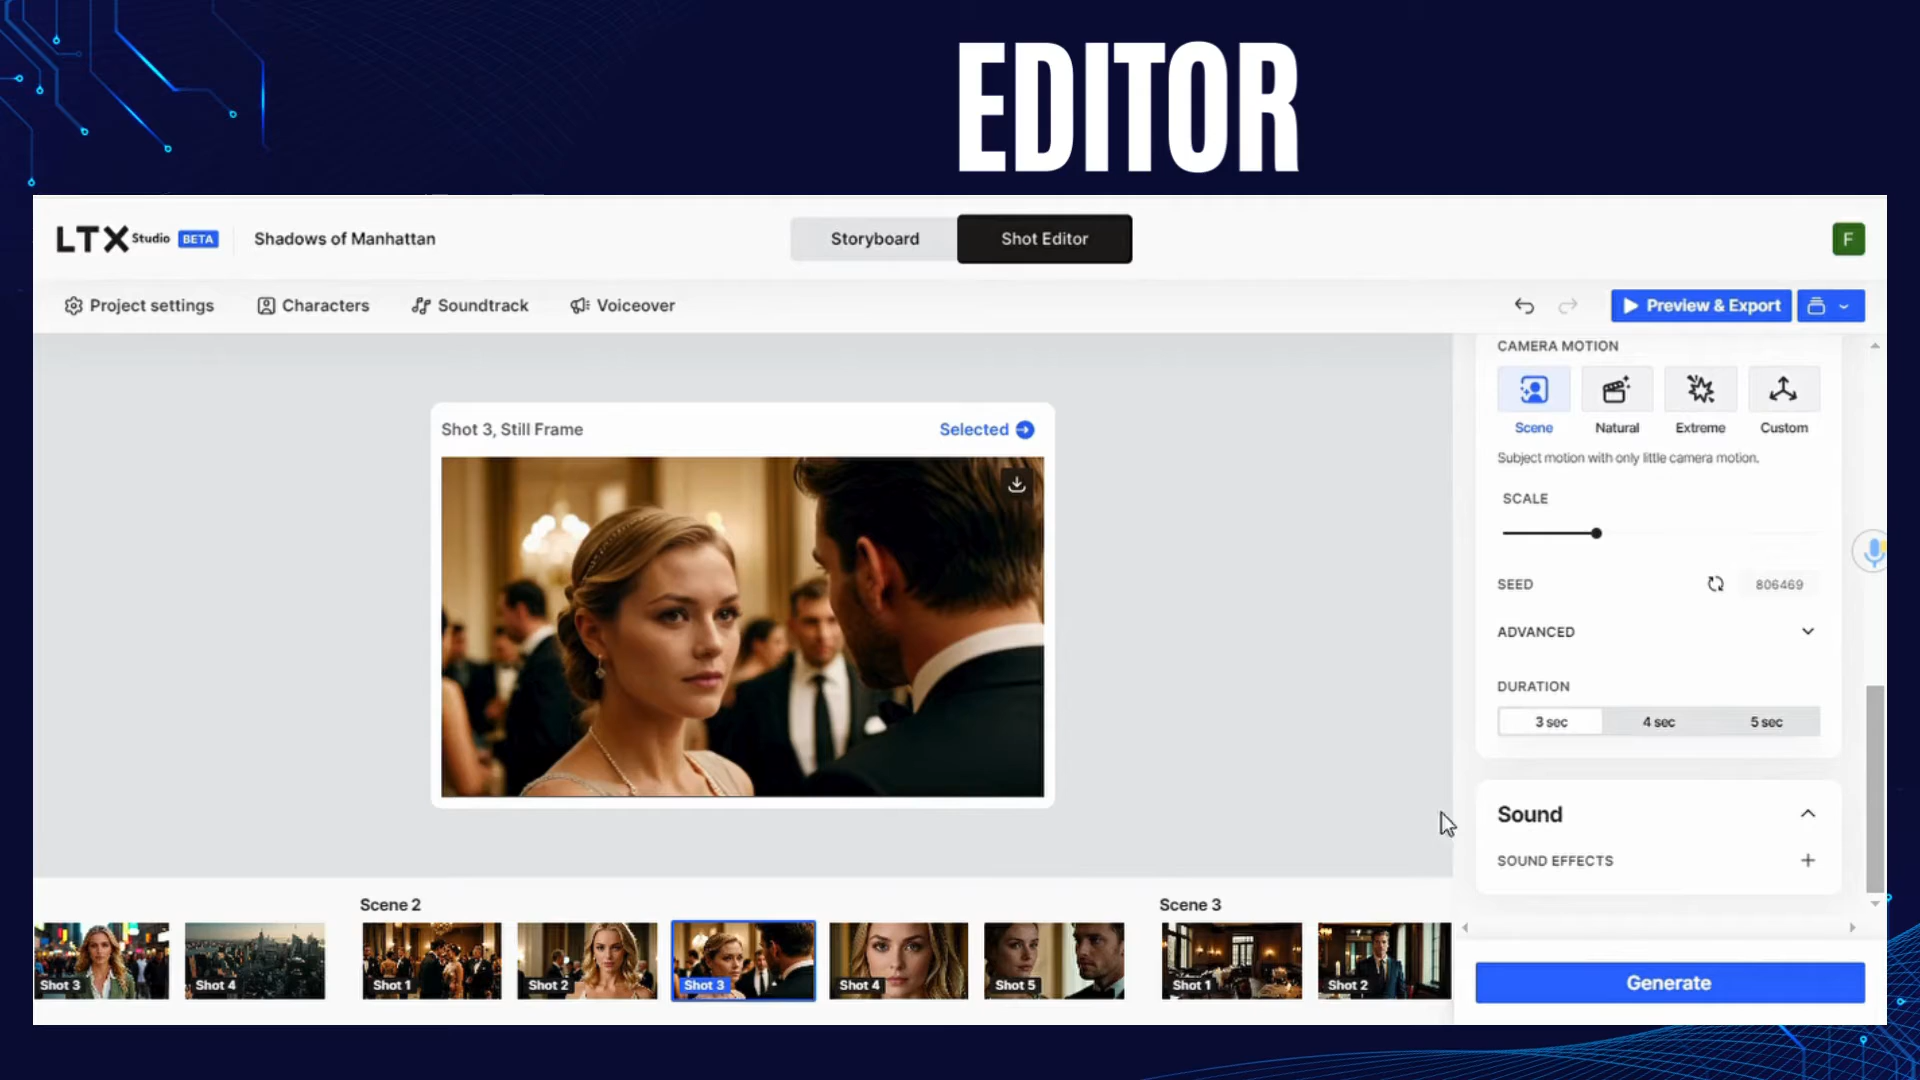 EDITOR
LTX Studio BETA Shadows of Manhattan
Storyboard Shot Editor
F
Project settings Characters Soundtrack Voiceover
Preview & Export
Shot 3, Still Frame Selected
CAMERA MOTION
Scene Natural Extreme Custom
Subject motion with only little camera motion.
SCALE
SEED 806469
ADVANCED
DURATION
3 sec 4 sec 5 sec
Sound
SOUND EFFECTS
Scene 2 Scene 3
Shot 3 Shot 4 Shot 1 Shot 2 Shot 3 Shot 4 Shot 5 Shot 1 Shot 2
Generate